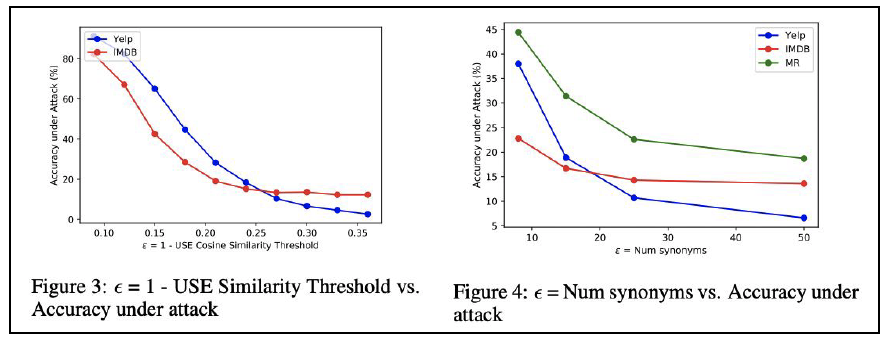 Yelp
IMDB
80
60
40
20
0
Accuracy under Attack (%)
0.10
0.15
0.20
0.25
0.30
0.35
ε = 1 - USE Cosine Similarity Threshold
Figure 3: ϵ = 1 - USE Similarity Threshold vs.
Accuracy under attack
Yelp
IMDB
MR
45
40
35
30
25
20
15
10
5
Accuracy under Attack (%)
10
20
30
40
50
ε = Num synonyms
Figure 4: ϵ = Num synonyms vs. Accuracy under
attack